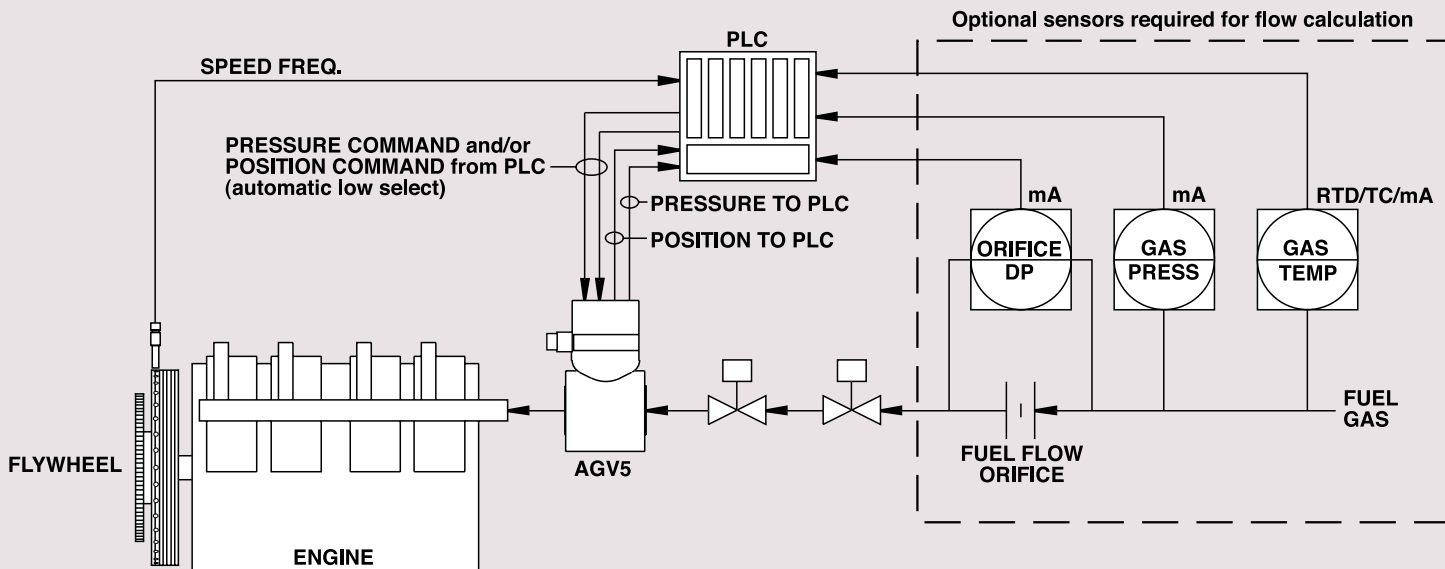 Optional sensors required for flow calculation
PLC
SPEED FREQ.
PRESSURE COMMAND and/or
POSITION COMMAND from PLC
(automatic low select)
PRESSURE TO PLC
POSITION TO PLC
mA
mA
RTD/TC/mA
ORIFICE
DP
GAS
PRESS
GAS
TEMP
FUEL
GAS
FUEL FLOW
ORIFICE
AGV5
FLYWHEEL
ENGINE